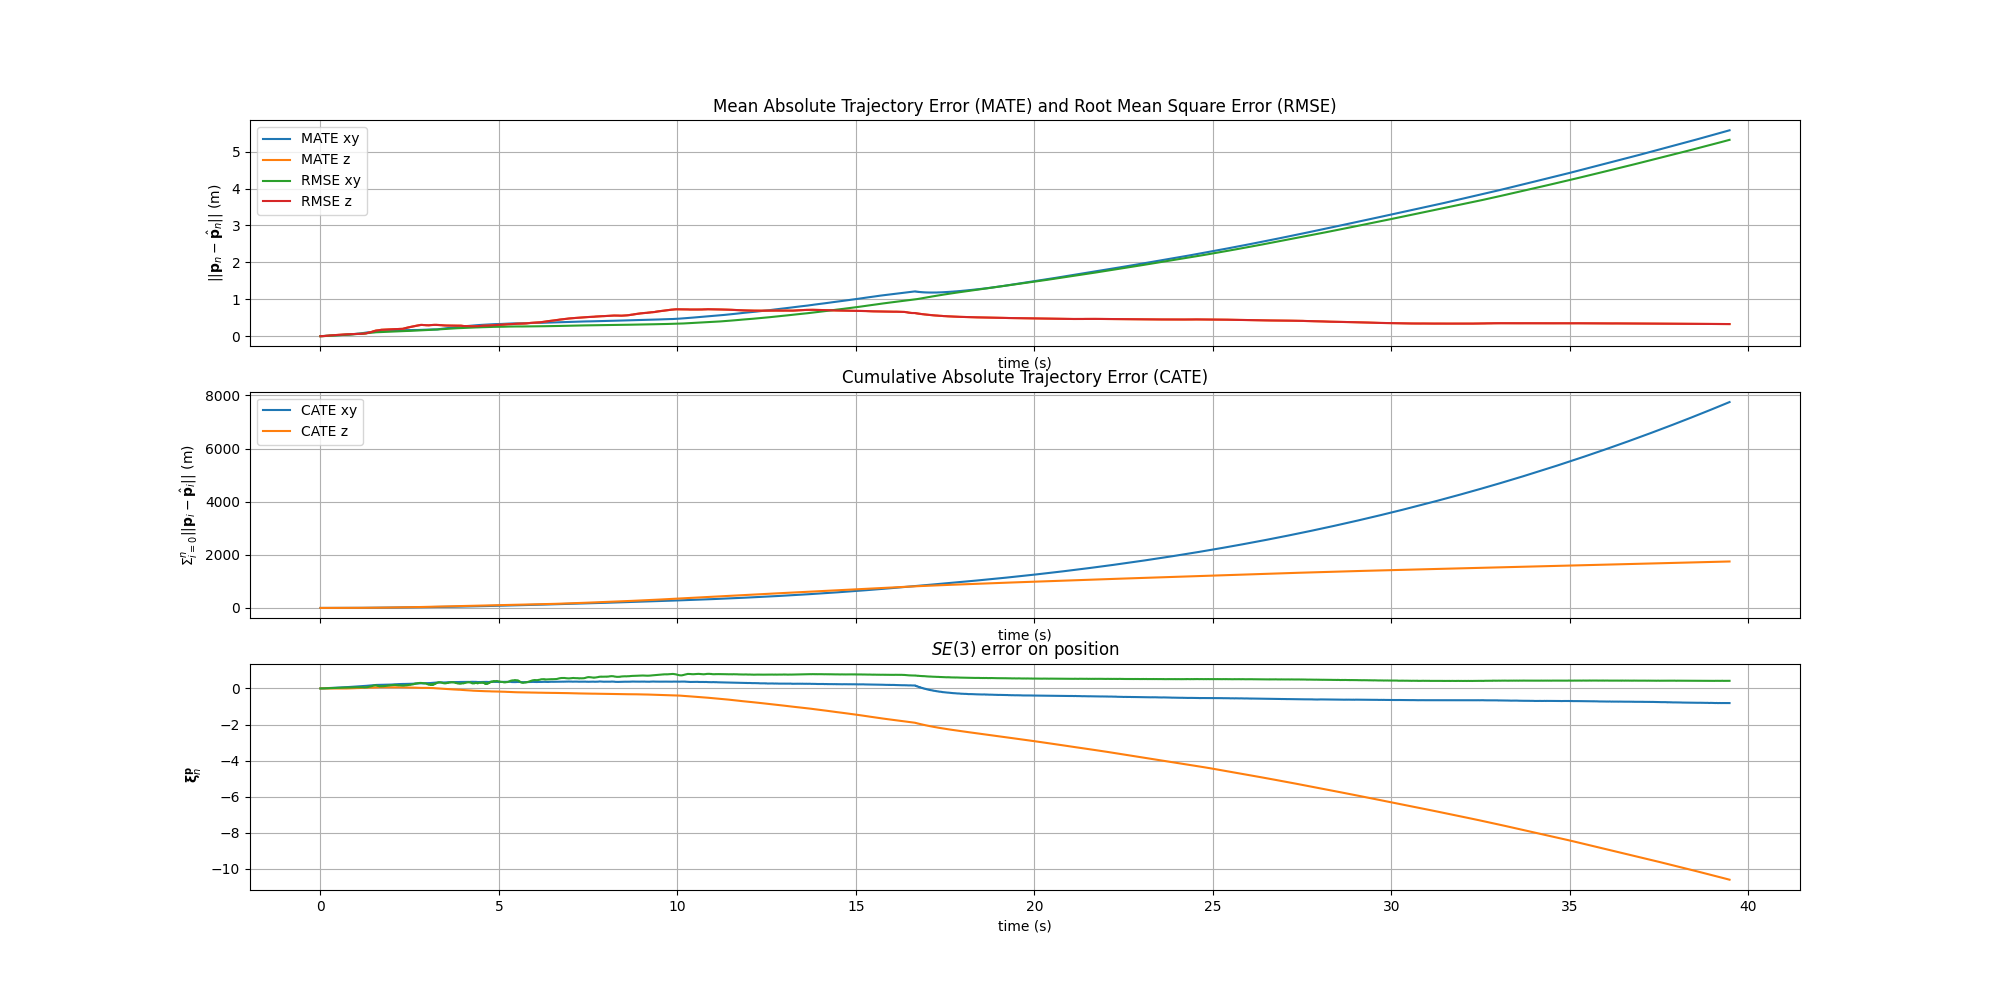 Mean Absolute Trajectory Error (MATE) and Root Mean Square Error (RMSE)
MATE xy
MATE z
RMSE xy
RMSE z
||𝐩ₙ − 𝐩̂ₙ|| (m)
5
4
3
2
1
0
time (s)
Cumulative Absolute Trajectory Error (CATE)
CATE xy
CATE z
Σⁿᵢ₌₀||𝐩ᵢ − 𝐩̂ᵢ|| (m)
8000
6000
4000
2000
0
time (s)
SE(3) error on position
𝛏ₙᵖ
0
−2
−4
−6
−8
−10
0 5 10 15 20 25 30 35 40
time (s)